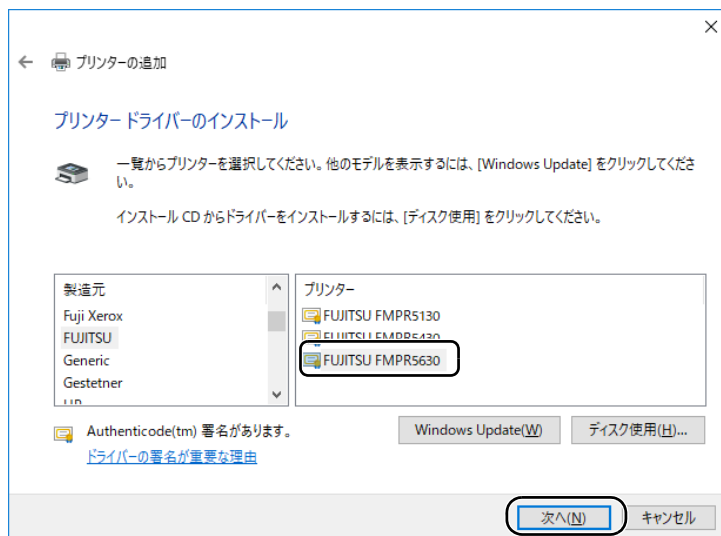 プリンターの追加
プリンター ドライバーのインストール
一覧からプリンターを選択してください。他のモデルを表示するには、[Windows Update] をクリックしてくださ
い。
インストール CD からドライバーをインストールするには、[ディスク使用] をクリックしてください。
製造元
Fuji Xerox
FUJITSU
Generic
Gestetner
プリンター
FUJITSU FMPR5130
FUJITSU FMPR5430
FUJITSU FMPR5630
Authenticode(tm) 署名があります。
ドライバーの署名が重要な理由
Windows Update(W)
ディスク使用(H)...
次へ(N)
キャンセル